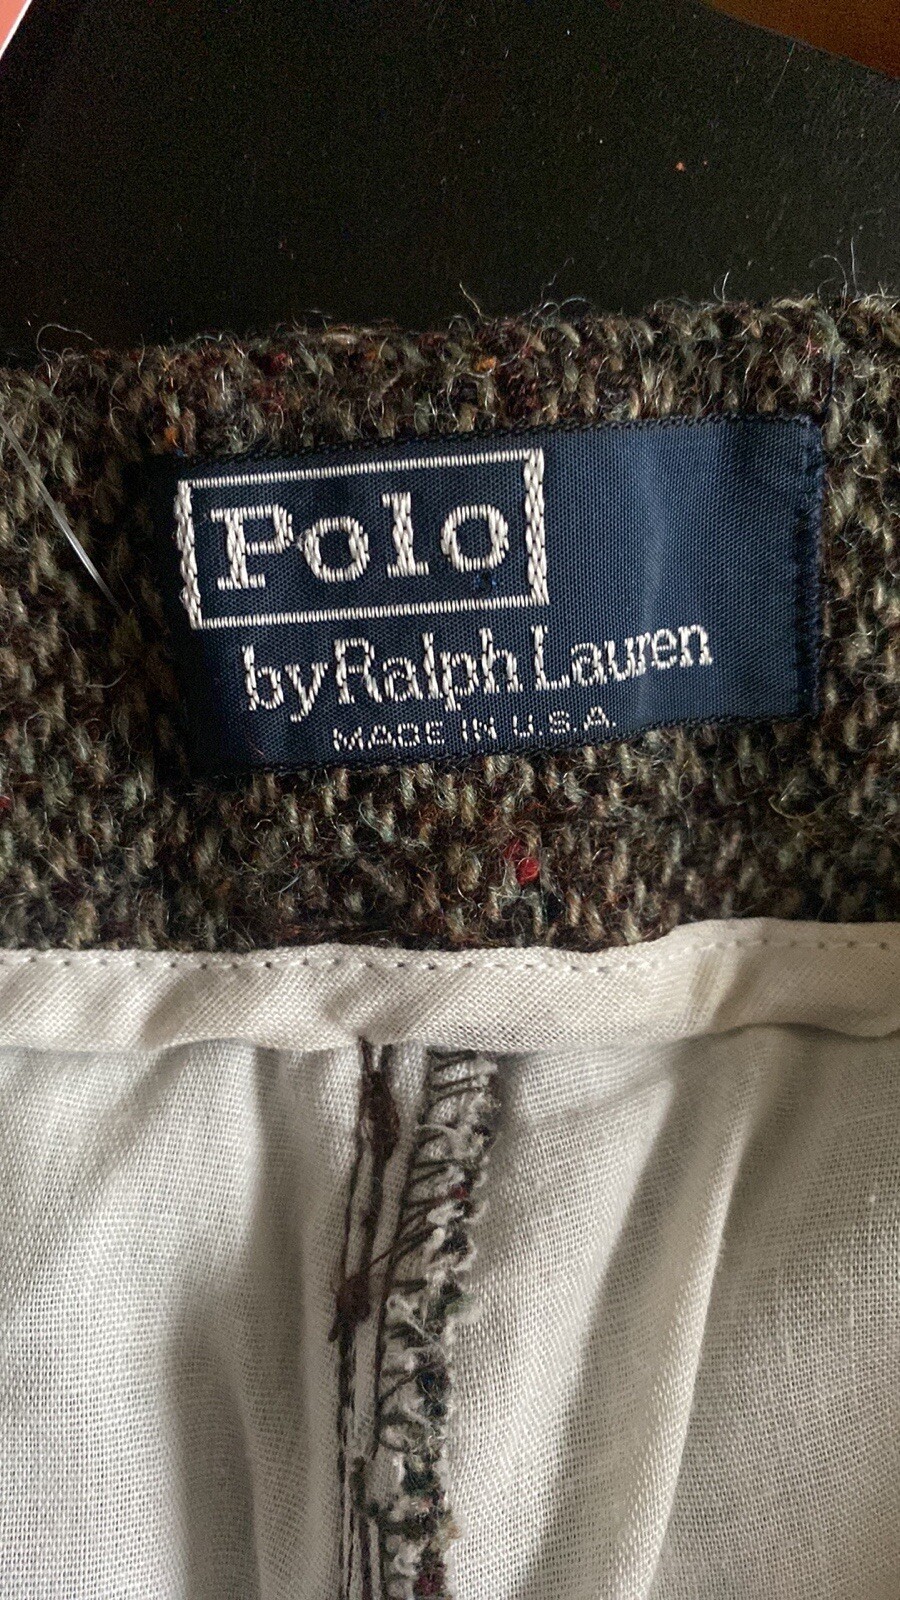 Polo
by Ralph Lauren
MADE IN U.S.A.